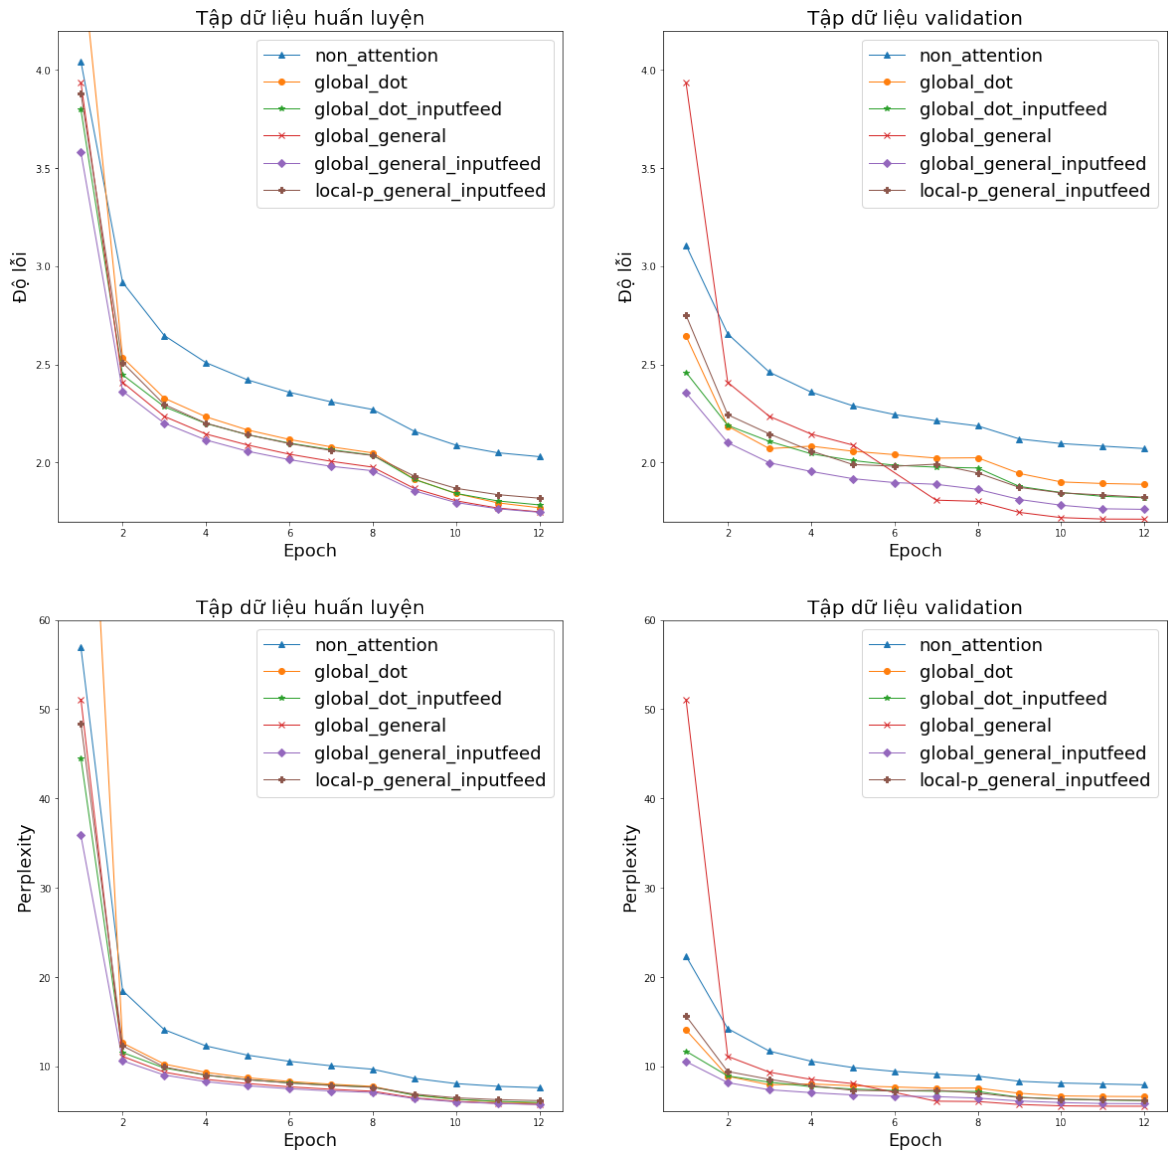 Tập dữ liệu huấn luyện
Độ lỗi
4.0
3.5
3.0
2.5
2.0
non_attention
global_dot
global_dot_inputfeed
global_general
global_general_inputfeed
local-p_general_inputfeed
2 4 6 8 10 12
Epoch
Tập dữ liệu validation
Độ lỗi
4.0
3.5
3.0
2.5
2.0
non_attention
global_dot
global_dot_inputfeed
global_general
global_general_inputfeed
local-p_general_inputfeed
2 4 6 8 10 12
Epoch
Tập dữ liệu huấn luyện
Perplexity
60
50
40
30
20
10
non_attention
global_dot
global_dot_inputfeed
global_general
global_general_inputfeed
local-p_general_inputfeed
2 4 6 8 10 12
Epoch
Tập dữ liệu validation
Perplexity
60
50
40
30
20
10
non_attention
global_dot
global_dot_inputfeed
global_general
global_general_inputfeed
local-p_general_inputfeed
2 4 6 8 10 12
Epoch